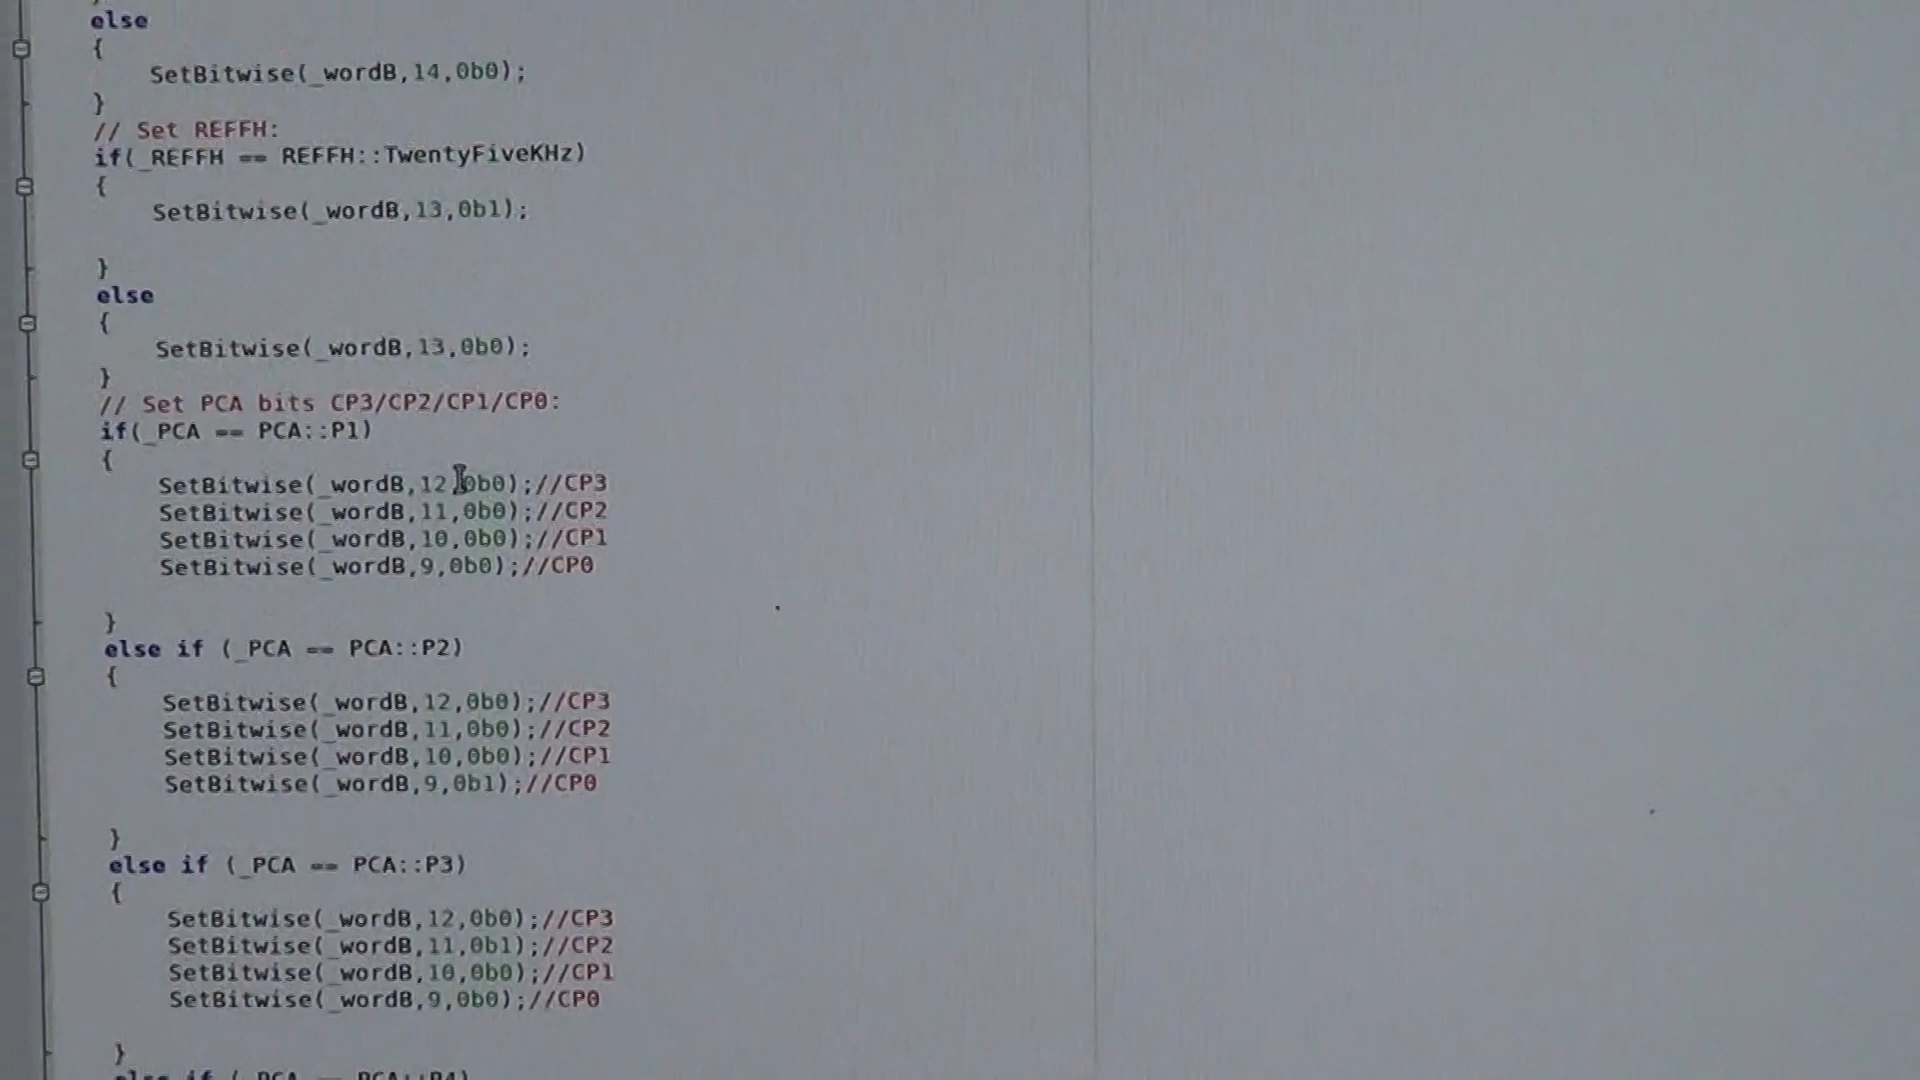 else
{
SetBitwise(_wordB,14,0b0);
}
// Set REFFH:
if(_REFFH == REFFH::TwentyFiveKHz)
{
SetBitwise(_wordB,13,0b1);
}
else
{
SetBitwise(_wordB,13,0b0);
}
// Set PCA bits CP3/CP2/CP1/CP0:
if(_PCA == PCA::P1)
{
SetBitwise(_wordB,12,0b0);//CP3
SetBitwise(_wordB,11,0b0);//CP2
SetBitwise(_wordB,10,0b0);//CP1
SetBitwise(_wordB,9,0b0);//CP0
}
else if (_PCA == PCA::P2)
{
SetBitwise(_wordB,12,0b0);//CP3
SetBitwise(_wordB,11,0b0);//CP2
SetBitwise(_wordB,10,0b0);//CP1
SetBitwise(_wordB,9,0b1);//CP0
}
else if (_PCA == PCA::P3)
{
SetBitwise(_wordB,12,0b0);//CP3
SetBitwise(_wordB,11,0b1);//CP2
SetBitwise(_wordB,10,0b0);//CP1
SetBitwise(_wordB,9,0b0);//CP0
}
else if (_PCA == PCA::P4)